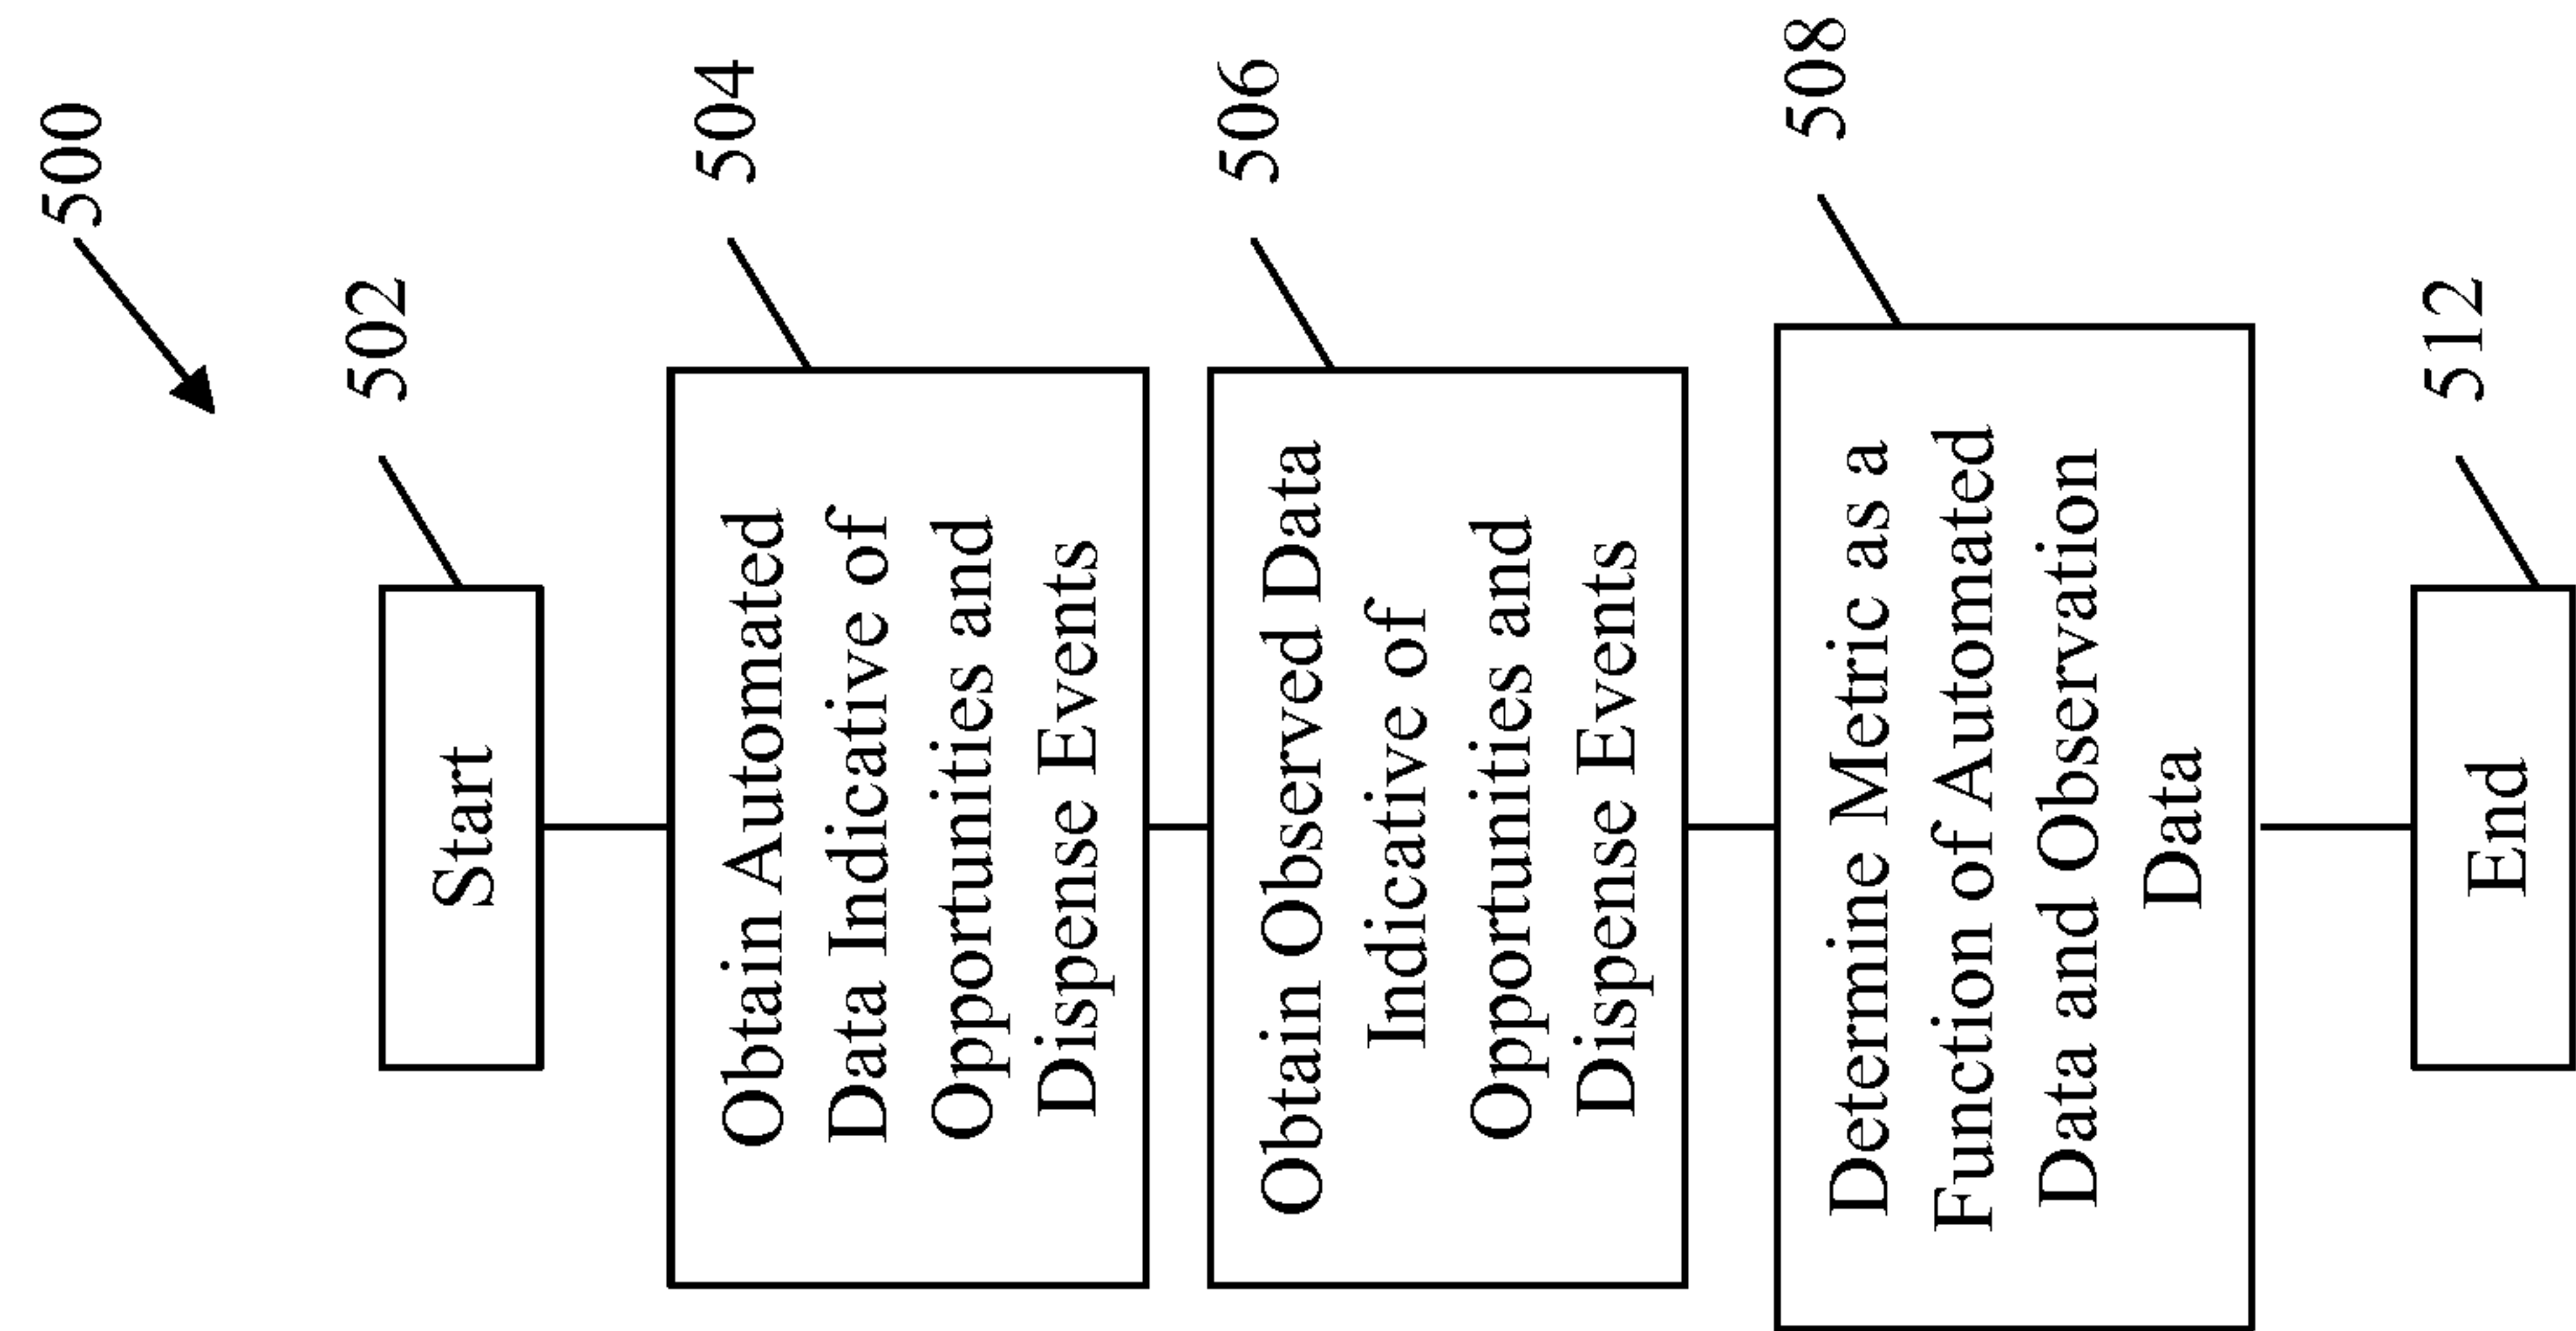 500
502
Start
504
Obtain Automated
Data Indicative of
Opportunities and
Dispense Events
506
Obtain Observed Data
Indicative of
Opportunities and
Dispense Events
508
Determine Metric as a
Function of Automated
Data and Observation
Data
512
End